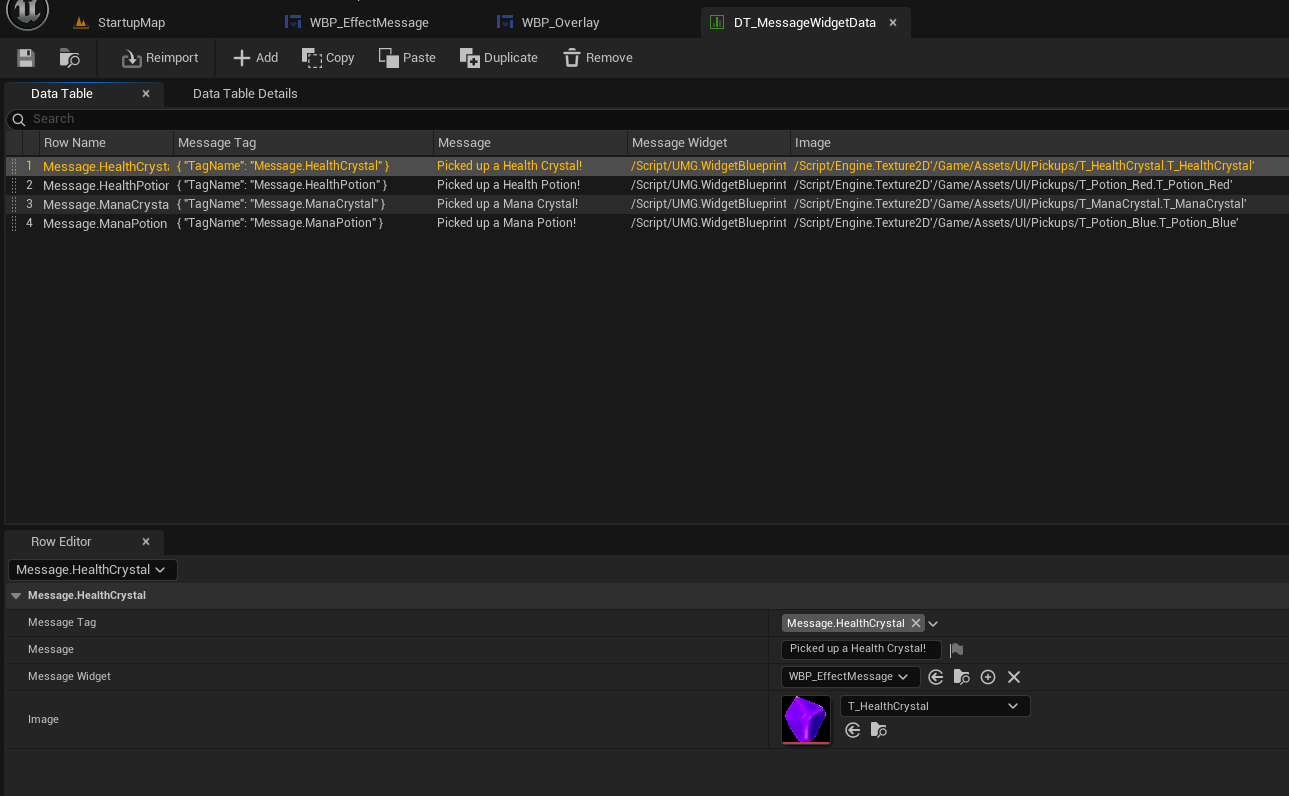 StartupMap WBP_EffectMessage WBP_Overlay DT_MessageWidgetData
Reimport Add Copy Paste Duplicate Remove
Data Table Data Table Details
Search
Row Name Message Tag Message Message Widget Image
1 Message.HealthCrysta { "TagName": "Message.HealthCrystal" } Picked up a Health Crystal! /Script/UMG.WidgetBlueprint /Script/Engine.Texture2D'/Game/Assets/UI/Pickups/T_HealthCrystal.T_HealthCrystal'
2 Message.HealthPotion { "TagName": "Message.HealthPotion" } Picked up a Health Potion! /Script/UMG.WidgetBlueprint /Script/Engine.Texture2D'/Game/Assets/UI/Pickups/T_Potion_Red.T_Potion_Red'
3 Message.ManaCrysta { "TagName": "Message.ManaCrystal" } Picked up a Mana Crystal! /Script/UMG.WidgetBlueprint /Script/Engine.Texture2D'/Game/Assets/UI/Pickups/T_ManaCrystal.T_ManaCrystal'
4 Message.ManaPotion { "TagName": "Message.ManaPotion" } Picked up a Mana Potion! /Script/UMG.WidgetBlueprint /Script/Engine.Texture2D'/Game/Assets/UI/Pickups/T_Potion_Blue.T_Potion_Blue'
Row Editor
Message.HealthCrystal
Message.HealthCrystal
Message Tag Message.HealthCrystal
Message Picked up a Health Crystal!
Message Widget WBP_EffectMessage
Image T_HealthCrystal